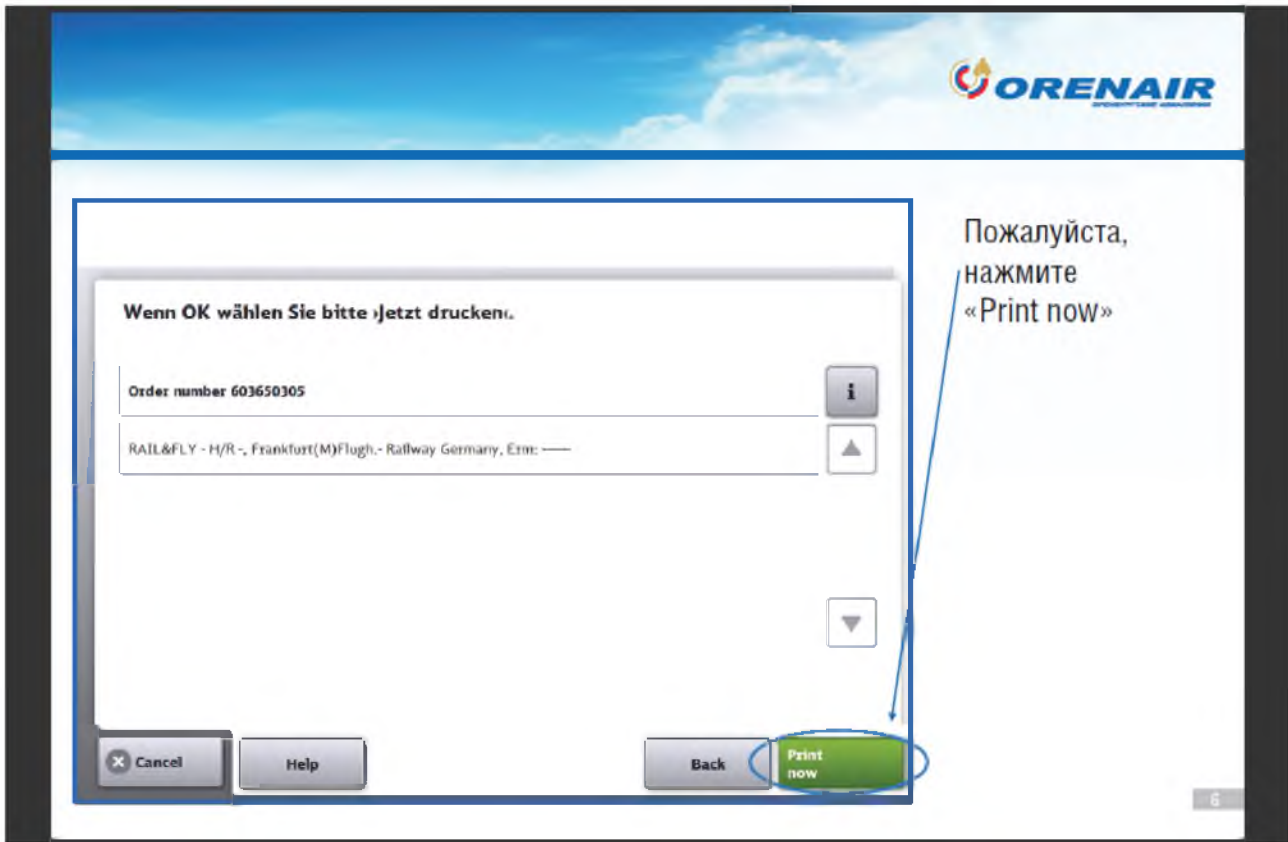 ORENAIR
Пожалуйста,
нажмите
«Print now»
Wenn OK wählen Sie bitte ›Jetzt drucken‹.
Order number 603650305
i
RAIL&FLY - H/R -, Frankfurt(M)Flugh.- Railway Germany, Erm: ------
Cancel
Help
Back
Print
now
6